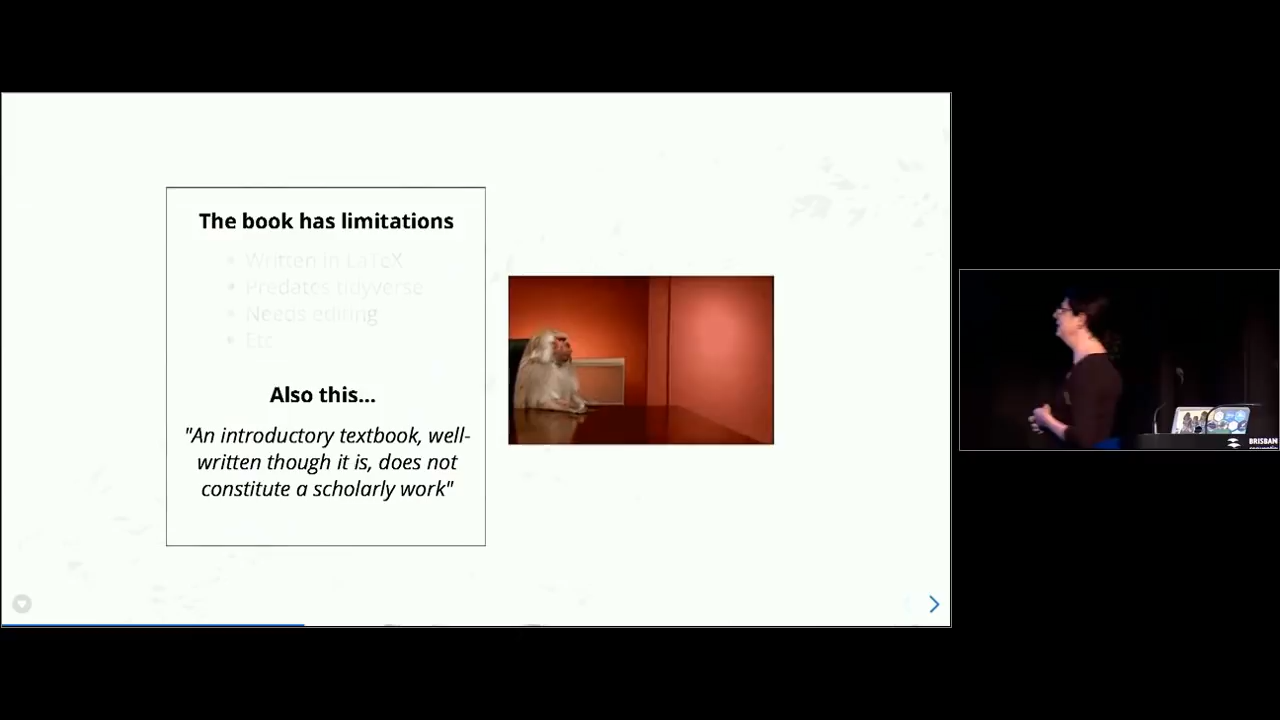 The book has limitations
Written in LaTeX
Predates tidyverse
Needs editing
Etc
Also this...
"An introductory textbook, well-
written though it is, does not
constitute a scholarly work"
BRISBAN